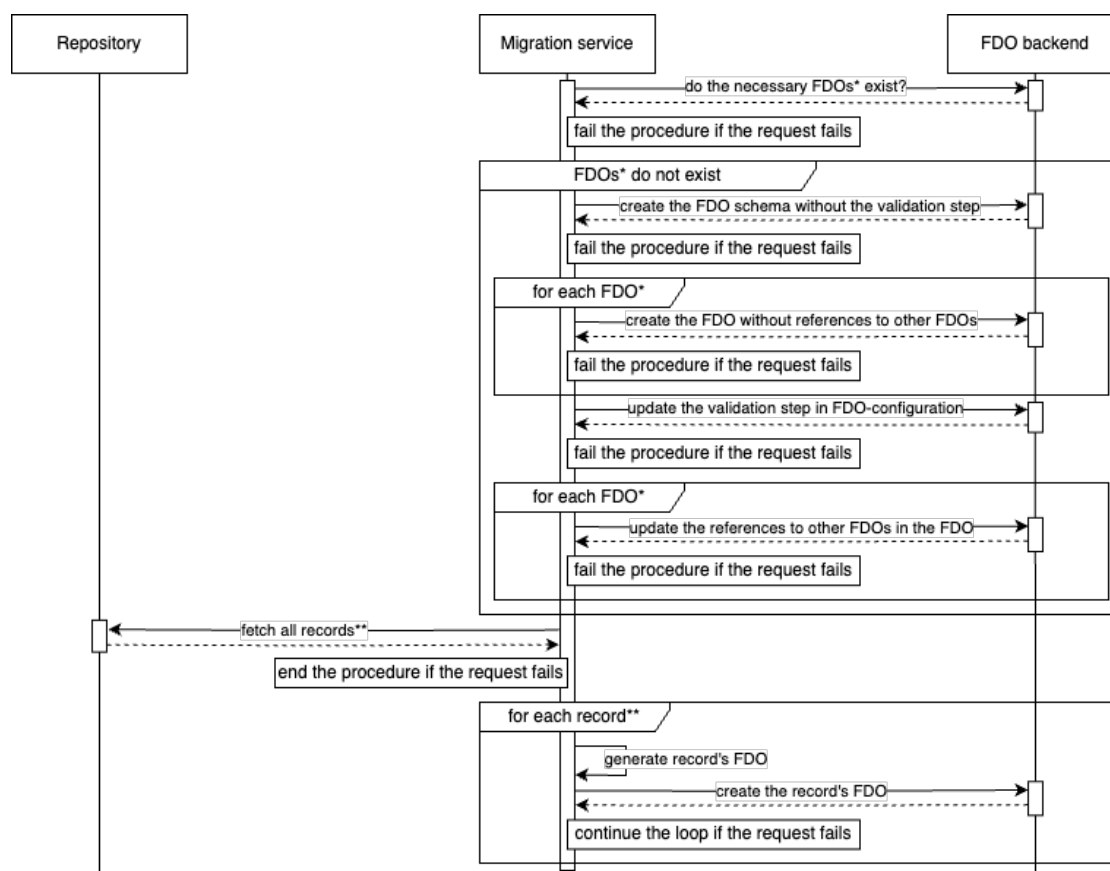 Repository
Migration service
FDO backend
do the necessary FDOs* exist?
fail the procedure if the request fails
FDOs* do not exist
create the FDO schema without the validation step
fail the procedure if the request fails
for each FDO*
create the FDO without references to other FDOs
fail the procedure if the request fails
update the validation step in FDO-configuration
fail the procedure if the request fails
for each FDO*
update the references to other FDOs in the FDO
fail the procedure if the request fails
fetch all records**
end the procedure if the request fails
for each record**
generate record's FDO
create the record's FDO
continue the loop if the request fails